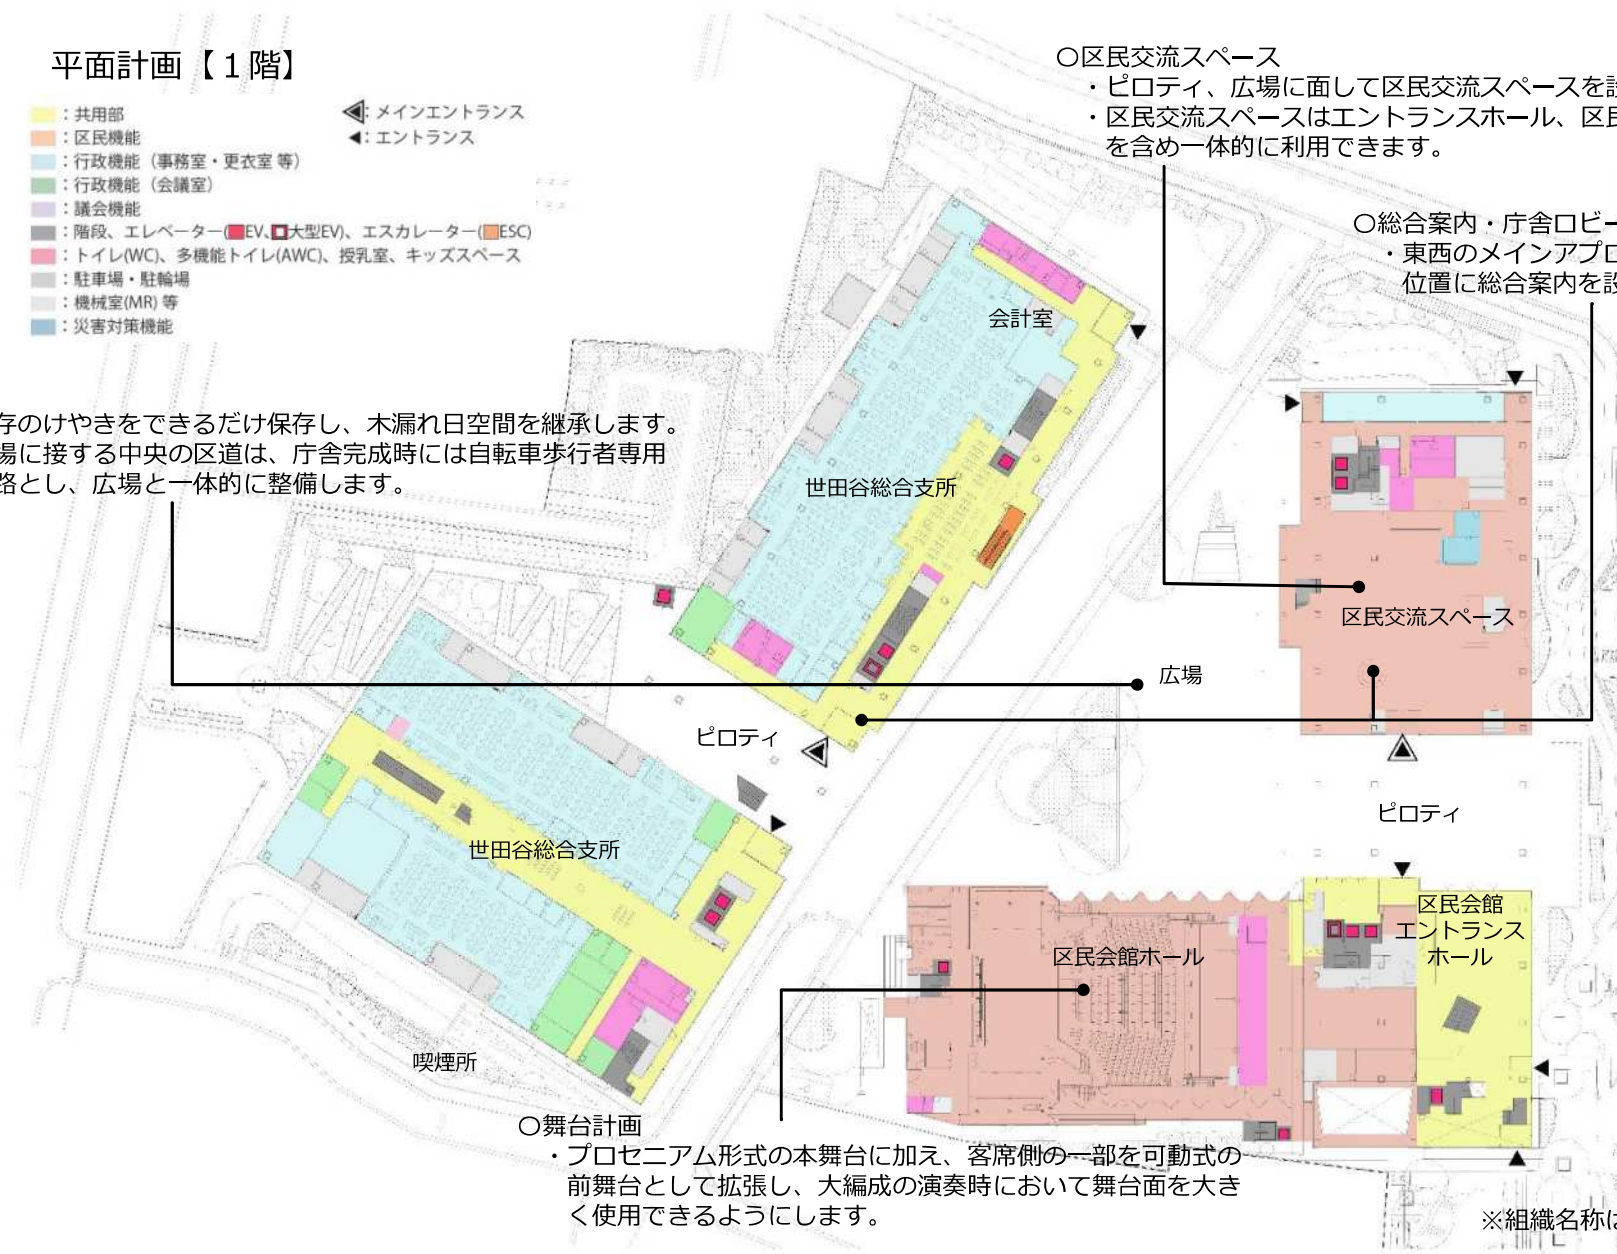 平面計画【１階】
：共用部
：区民機能
：行政機能（事務室・更衣室 等）
：行政機能（会議室）
：議会機能
：階段、エレベーター(EV、大型EV)、エスカレーター(ESC)
：トイレ(WC)、多機能トイレ(AWC)、授乳室、キッズスペース
：駐車場・駐輪場
：機械室(MR) 等
：災害対策機能
：メインエントランス
：エントランス
〇区民交流スペース
・ピロティ、広場に面して区民交流スペースを設
・区民交流スペースはエントランスホール、区民
を含め一体的に利用できます。
〇総合案内・庁舎ロビー
・東西のメインアプロ
位置に総合案内を設
存のけやきをできるだけ保存し、木漏れ日空間を継承します。
場に接する中央の区道は、庁舎完成時には自転車歩行者専用
路とし、広場と一体的に整備します。
会計室
世田谷総合支所
区民交流スペース
広場
ピロティ
ピロティ
世田谷総合支所
区民会館
エントランス
ホール
区民会館ホール
喫煙所
〇舞台計画
・プロセニアム形式の本舞台に加え、客席側の一部を可動式の
前舞台として拡張し、大編成の演奏時において舞台面を大き
く使用できるようにします。
※組織名称は